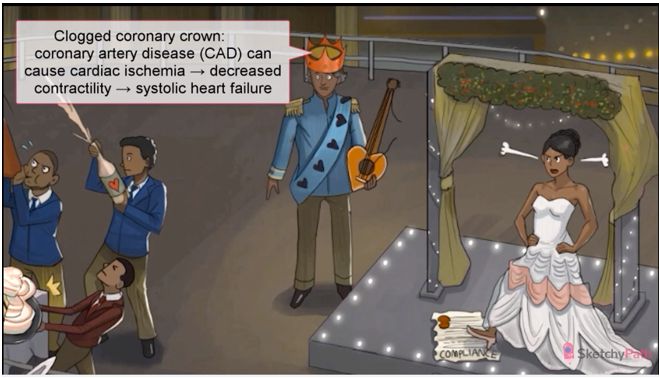 Clogged coronary crown:
coronary artery disease (CAD) can
cause cardiac ischemia → decreased
contractility → systolic heart failure
COMPLIANCE
SketchyPath